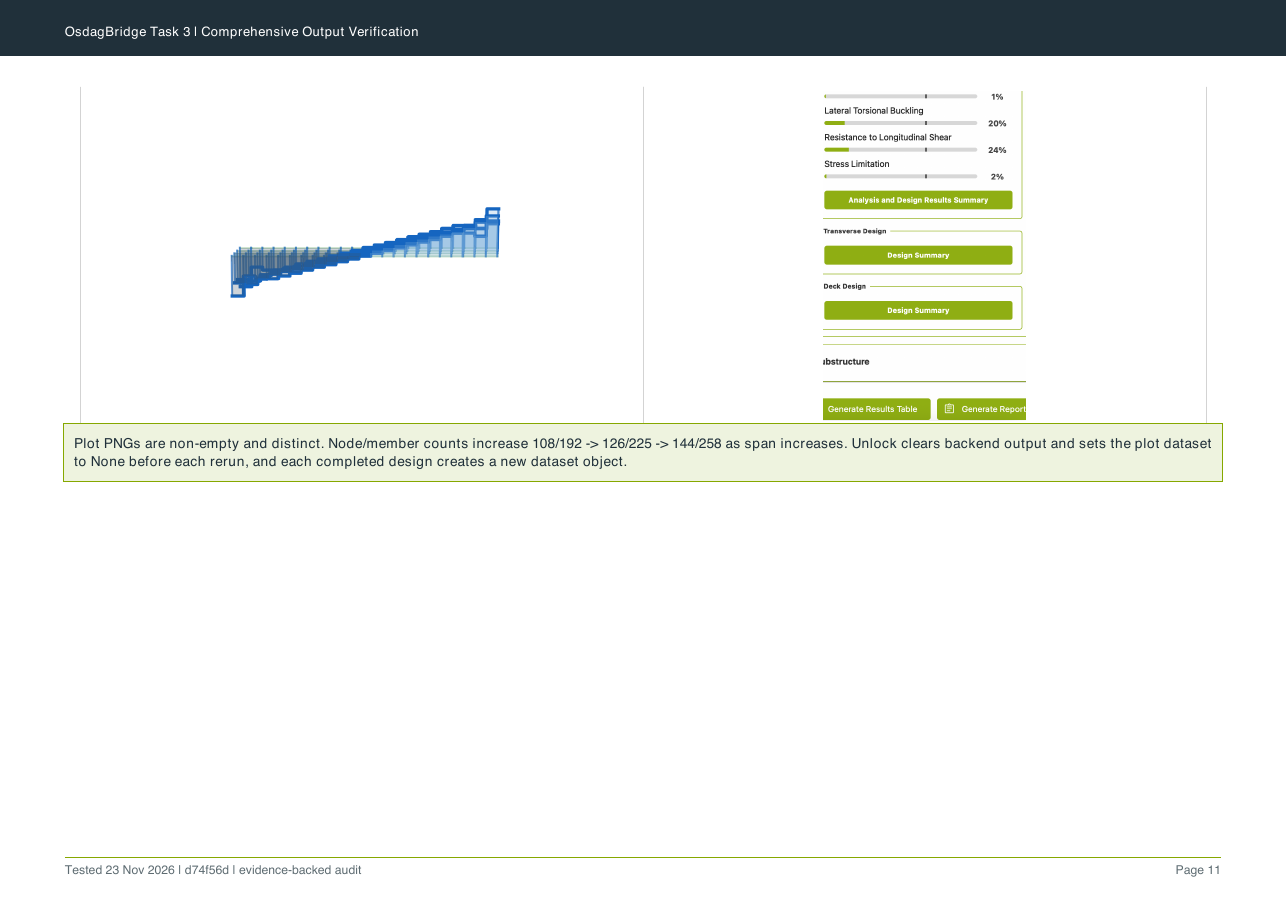 OsdagBridge Task 3 | Comprehensive Output Verification
1%
Lateral Torsional Buckling
20%
Resistance to Longitudinal Shear
24%
Stress Limitation
2%
Analysis and Design Results Summary
Transverse Design
Design Summary
Deck Design
Design Summary
bstructure
Generate Results Table
Generate Report
Plot PNGs are non-empty and distinct. Node/member counts increase 108/192 -> 126/225 -> 144/258 as span increases. Unlock clears backend output and sets the plot dataset
to None before each rerun, and each completed design creates a new dataset object.
Tested 23 Nov 2026 | d74f56d | evidence-backed audit
Page 11